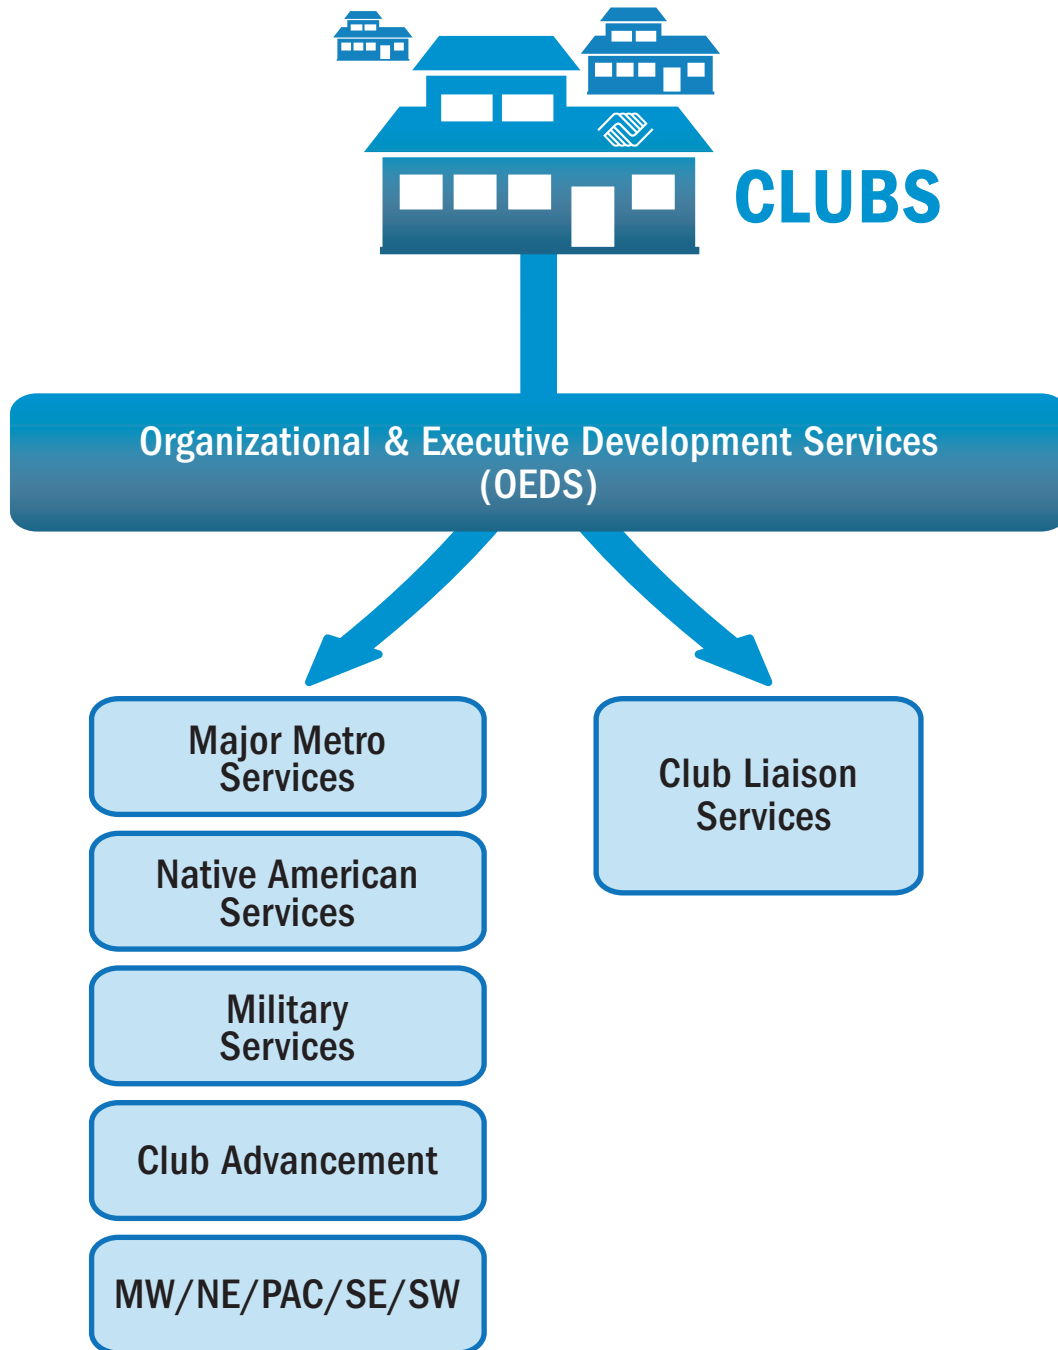 CLUBS
Organizational & Executive Development Services
(OEDS)
Major Metro
Services
Native American
Services
Military
Services
Club Advancement
MW/NE/PAC/SE/SW
Club Liaison
Services